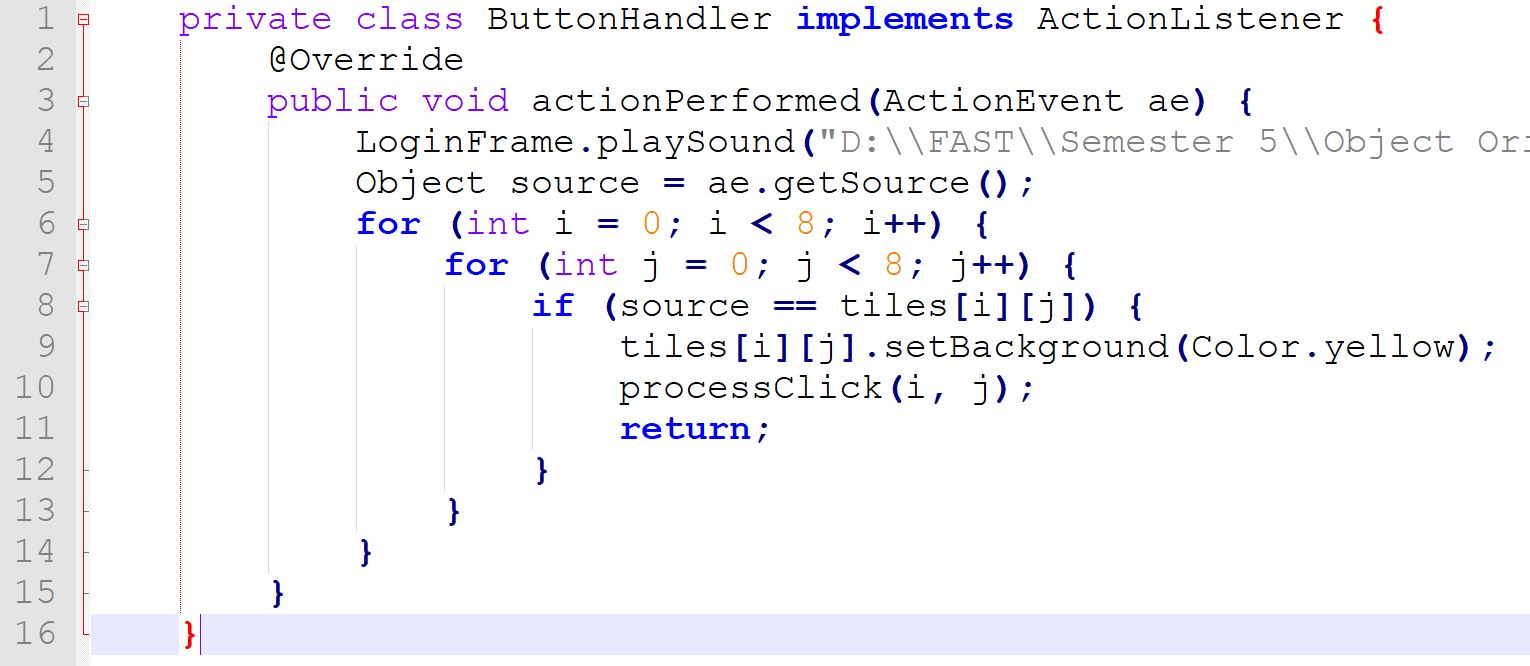 1 private class ButtonHandler implements ActionListener {
2 @Override
3 public void actionPerformed(ActionEvent ae) {
4 LoginFrame.playSound("D:\\FAST\\Semester 5\\Object
5 Object source = ae.getSource();
6 for (int i = 0; i < 8; i++) {
7 for (int j = 0; j < 8; j++) {
8 if (source == tiles[i][j]) {
9 tiles[i][j].setBackground(Color.yellow);
10 processClick(i, j);
11 return;
12 }
13 }
14 }
15 }
16 }